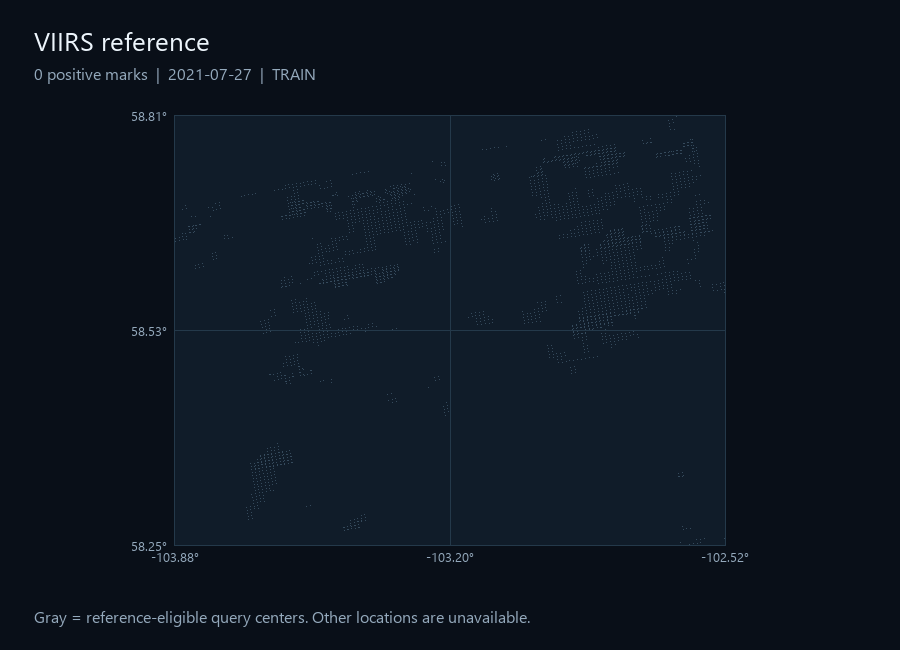 VIIRS reference
0 positive marks | 2021-07-27 | TRAIN
58.81°
58.53°
58.25°
-103.88°
-103.20°
-102.52°
Gray = reference-eligible query centers. Other locations are unavailable.